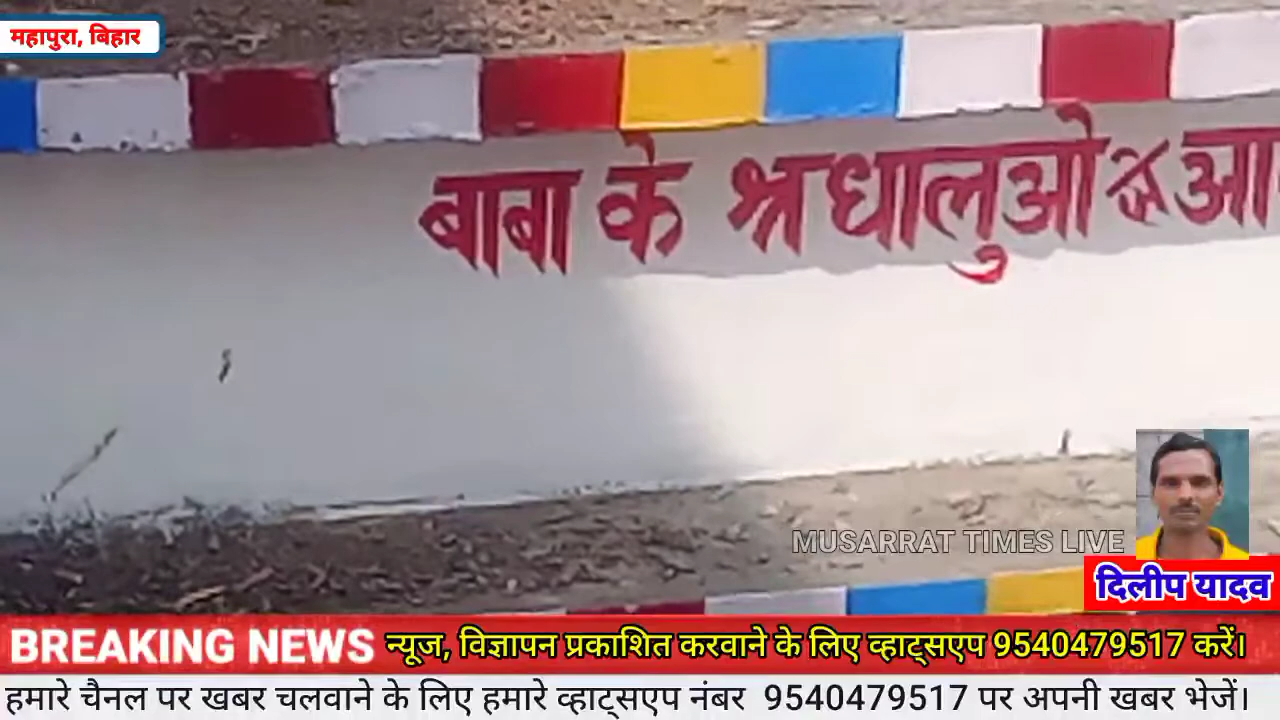 महापुरा, बिहार
बाबा के श्रधालुओ
MUSARRAT TIMES LIVE
दिलीप यादव
BREAKING NEWS न्यूज, विज्ञापन प्रकाशित करवाने के लिए व्हाट्सएप 9540479517 करें।
हमारे चैनल पर खबर चलवाने के लिए हमारे व्हाट्सएप नंबर 9540479517 पर अपनी खबर भेजें।